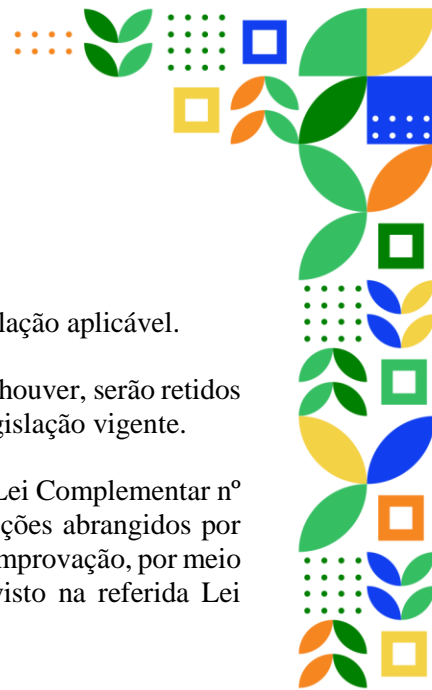 lação aplicável.
houver, serão retidos
gislação vigente.
Lei Complementar nº
ções abrangidos por
mprovação, por meio
visto na referida Lei